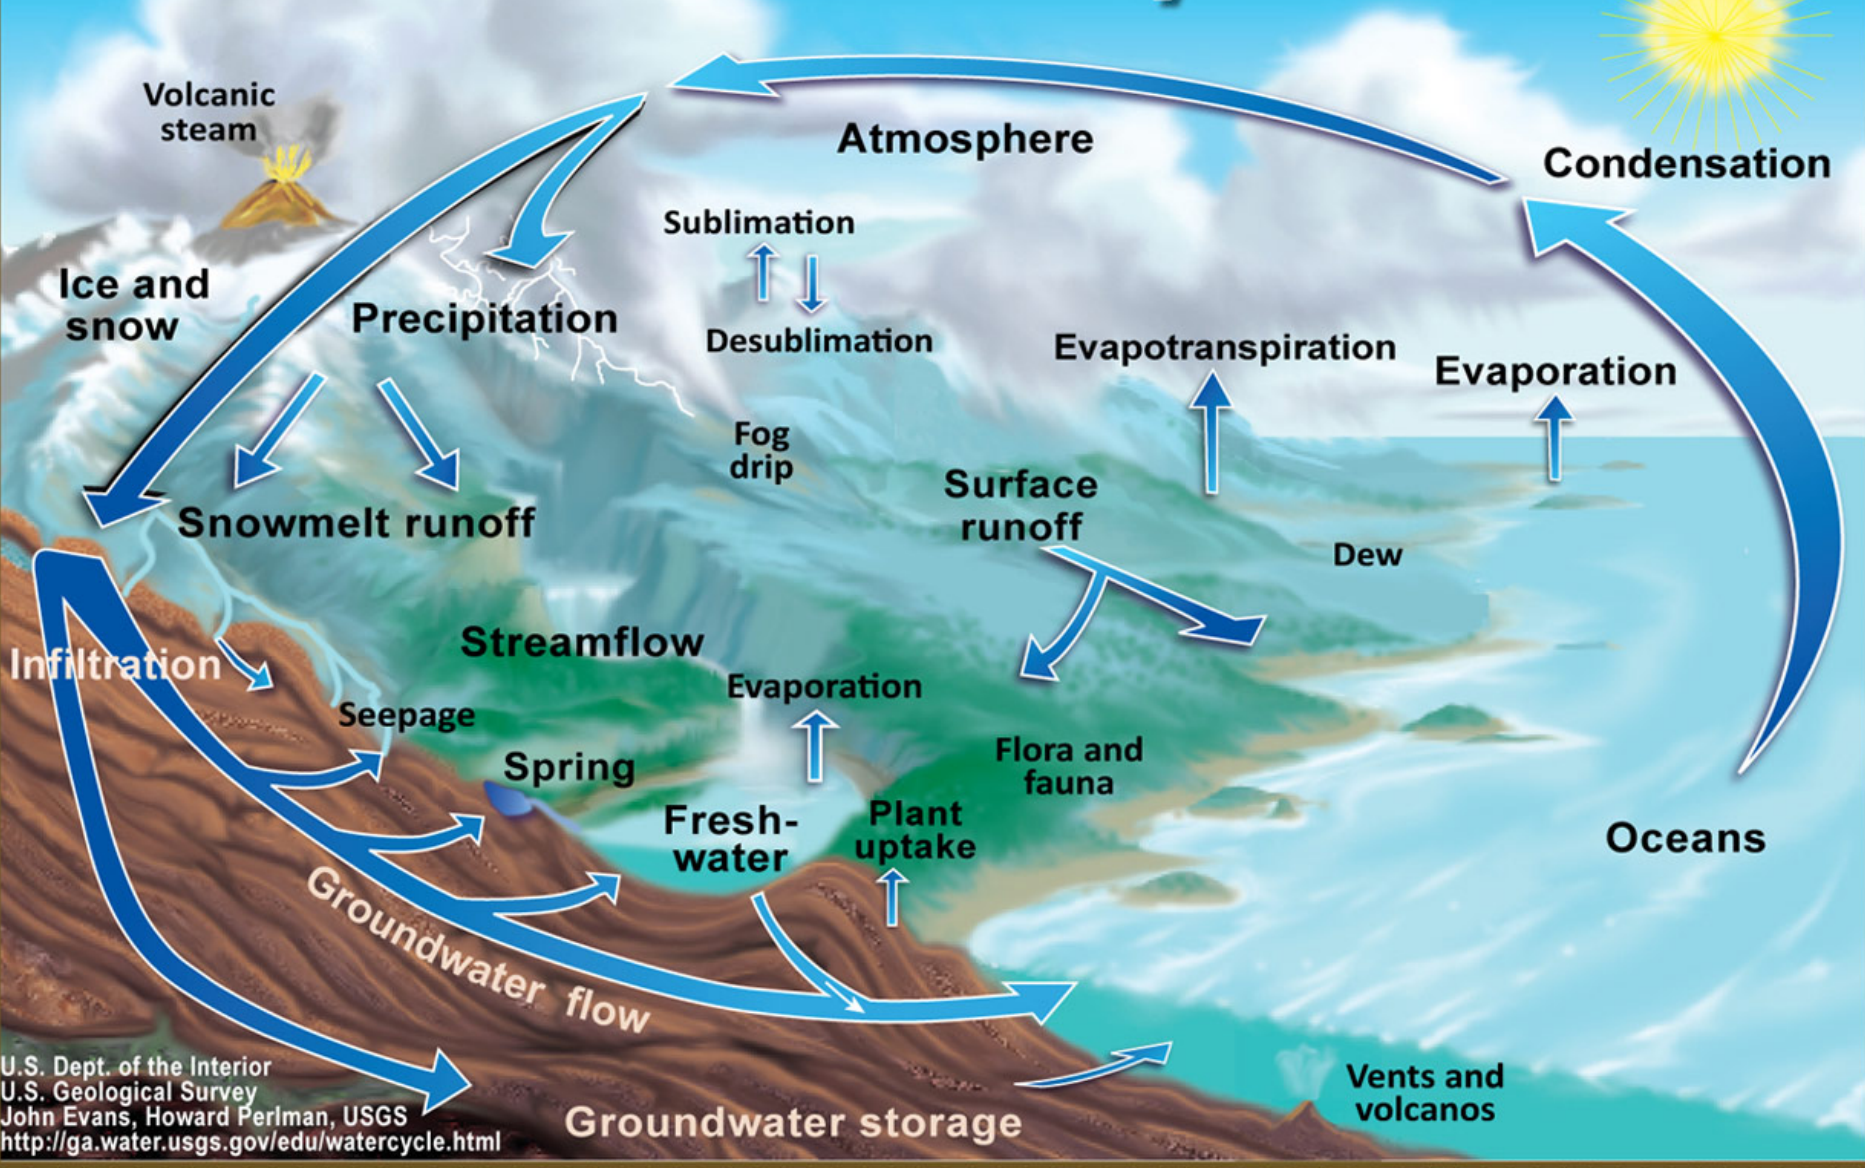 Volcanic
steam
Atmosphere
Condensation
Sublimation
Ice and
snow
Precipitation
Desublimation
Evapotranspiration
Evaporation
Fog
drip
Surface
runoff
Snowmelt runoff
Dew
Streamflow
Infiltration
Evaporation
Seepage
Spring
Flora and
fauna
Fresh-
water
Plant
uptake
Oceans
Groundwater flow
Vents and
volcanos
Groundwater storage
U.S. Dept. of the Interior
U.S. Geological Survey
John Evans, Howard Perlman, USGS
http://ga.water.usgs.gov/edu/watercycle.html